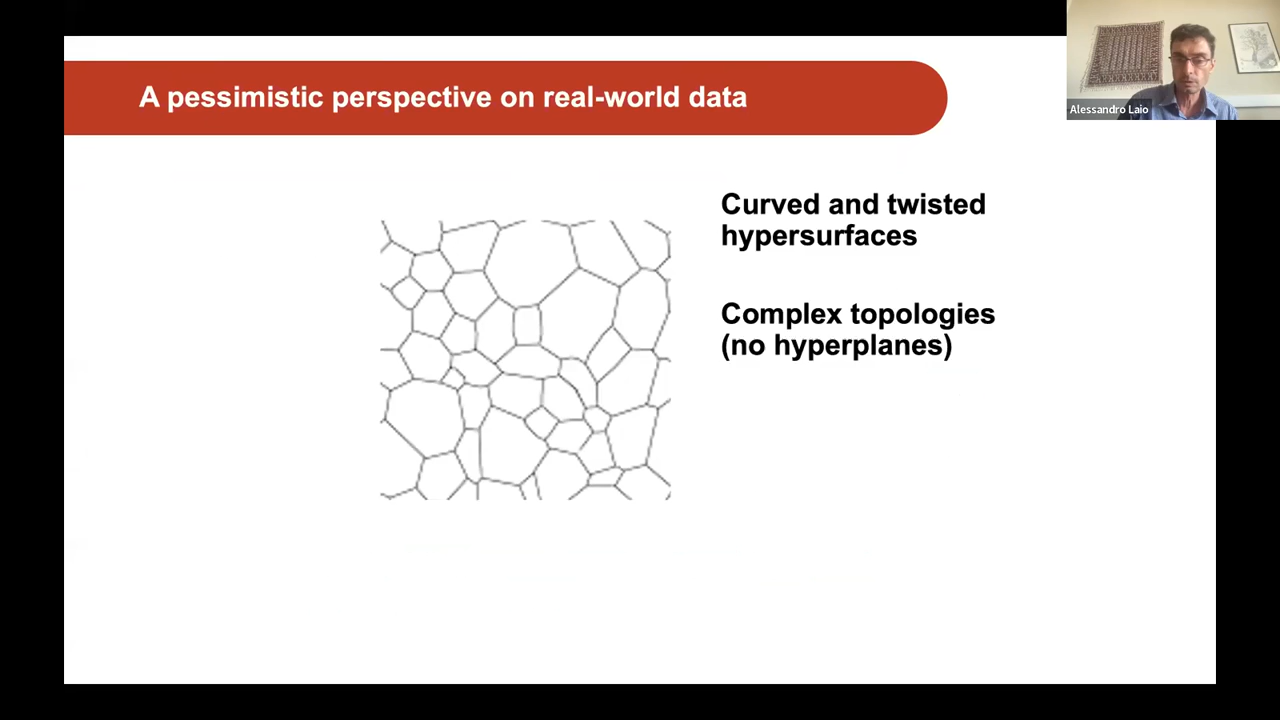 A pessimistic perspective on real-world data
Alessandro Laio
Curved and twisted
hypersurfaces
Complex topologies
(no hyperplanes)